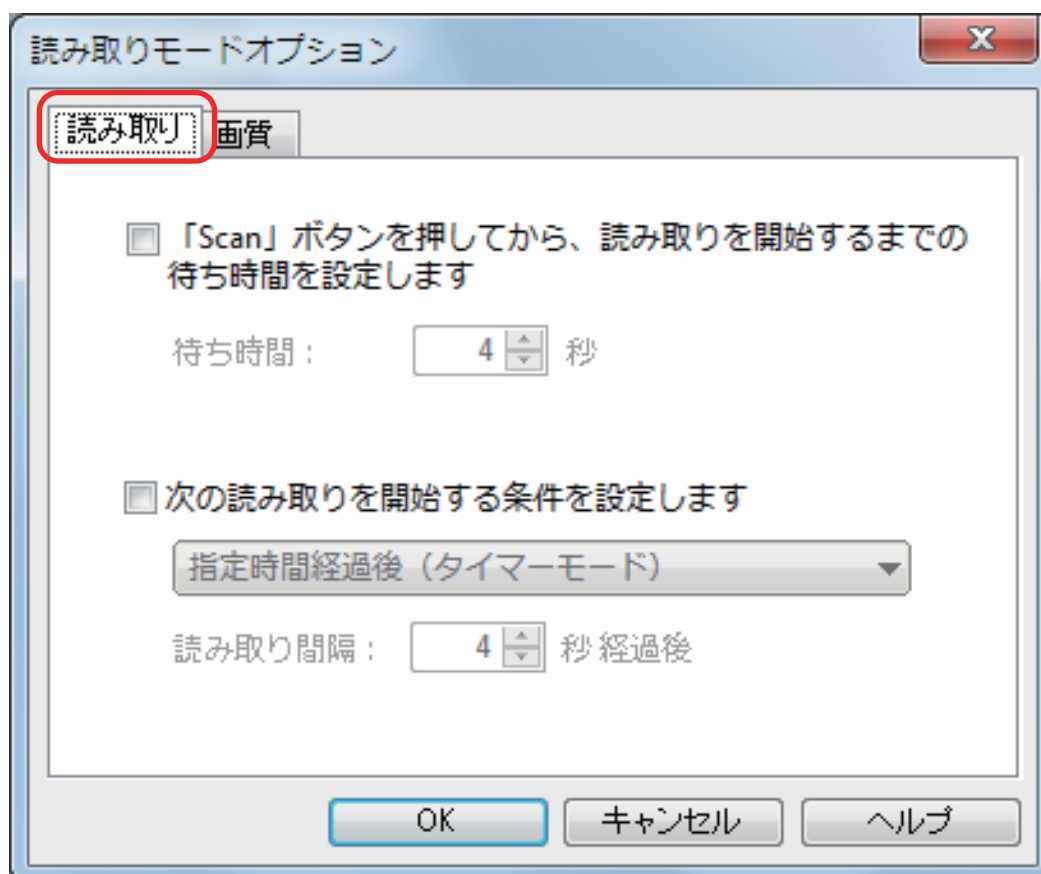 読み取りモードオプション
読み取り 画質
「Scan」ボタンを押してから、読み取りを開始するまでの
待ち時間を設定します
待ち時間： 4 秒
次の読み取りを開始する条件を設定します
指定時間経過後（タイマーモード）
読み取り間隔： 4 秒 経過後
OK キャンセル ヘルプ